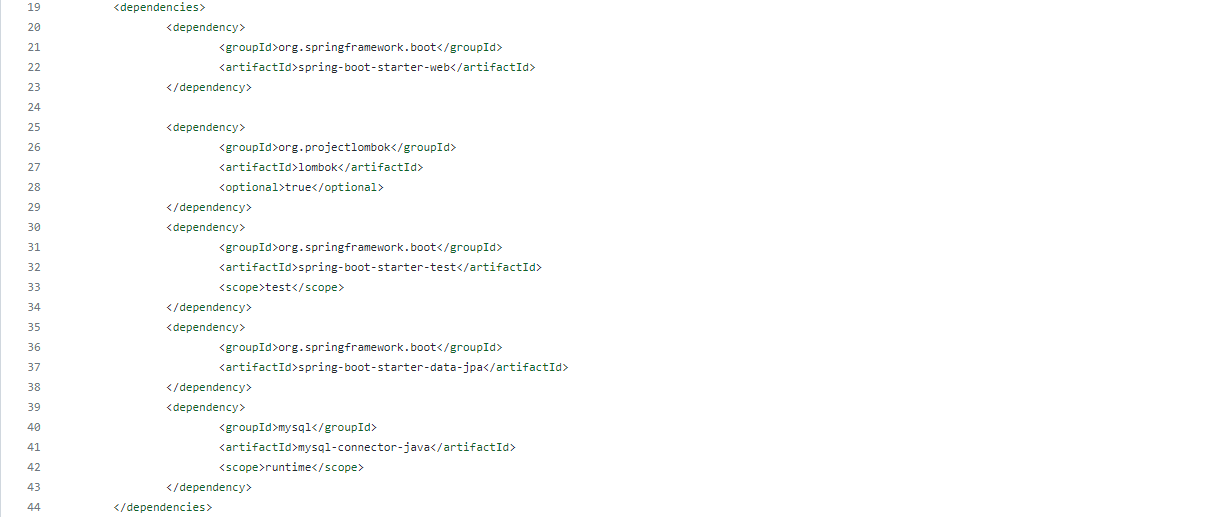 19 <dependencies>
20 <dependency>
21 <groupId>org.springframework.boot</groupId>
22 <artifactId>spring-boot-starter-web</artifactId>
23 </dependency>
24
25 <dependency>
26 <groupId>org.projectlombok</groupId>
27 <artifactId>lombok</artifactId>
28 <optional>true</optional>
29 </dependency>
30 <dependency>
31 <groupId>org.springframework.boot</groupId>
32 <artifactId>spring-boot-starter-test</artifactId>
33 <scope>test</scope>
34 </dependency>
35 <dependency>
36 <groupId>org.springframework.boot</groupId>
37 <artifactId>spring-boot-starter-data-jpa</artifactId>
38 </dependency>
39 <dependency>
40 <groupId>mysql</groupId>
41 <artifactId>mysql-connector-java</artifactId>
42 <scope>runtime</scope>
43 </dependency>
44 </dependencies>